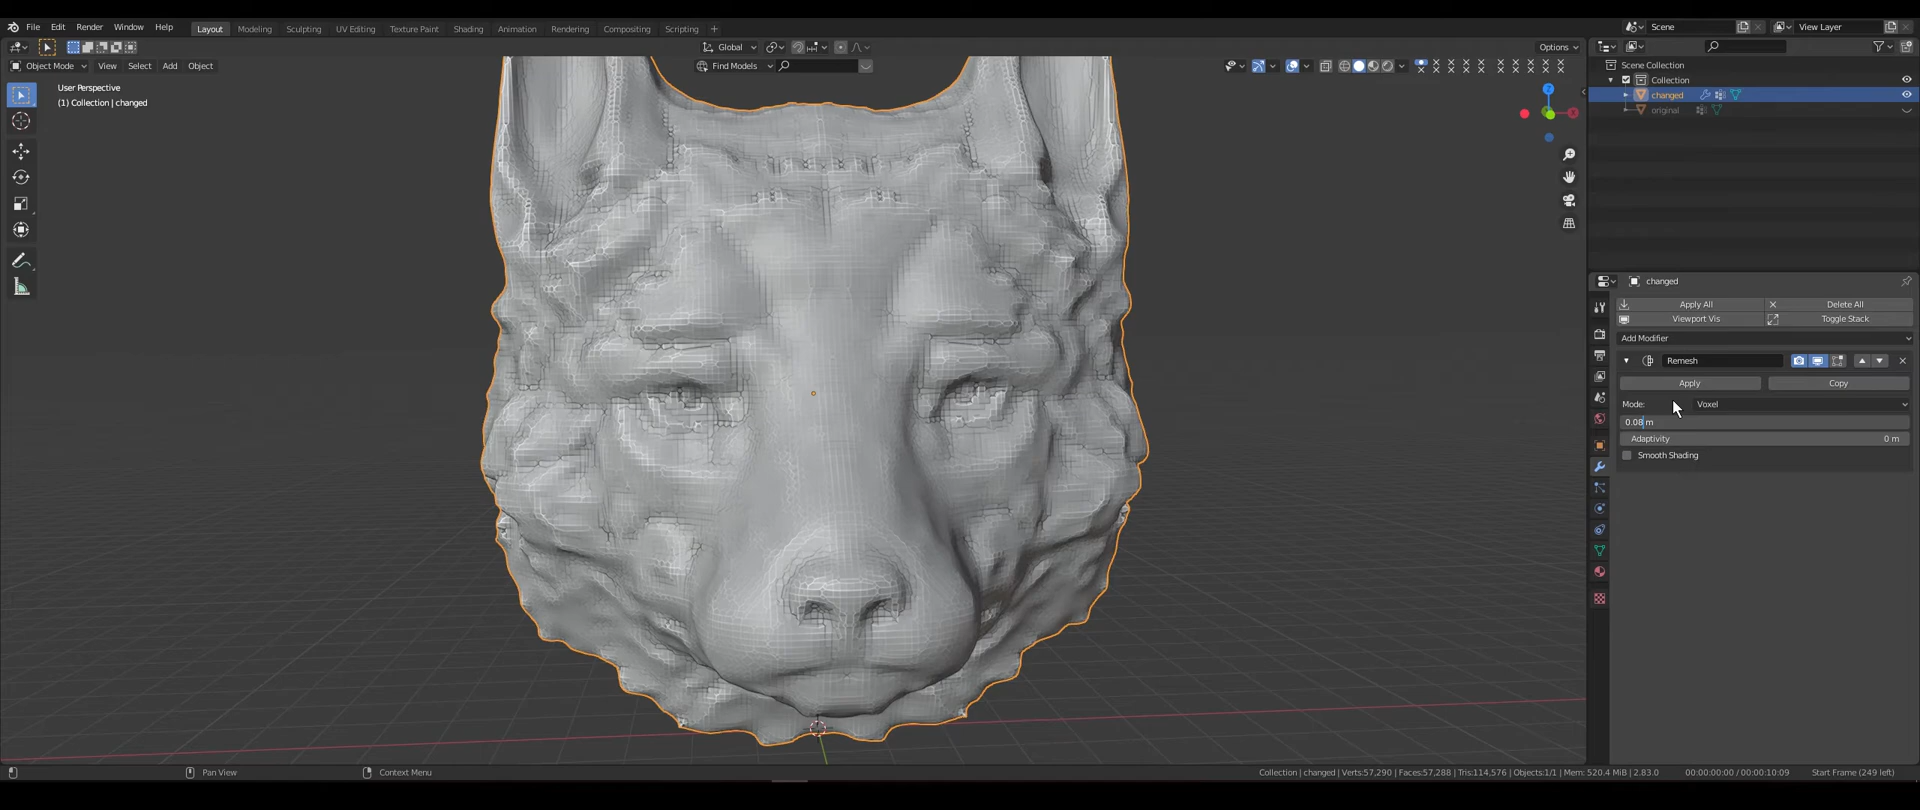 File Edit Render Window Help Layout Modeling Sculpting UV Editing Texture Paint Shading Animation Rendering Compositing Scripting + Scene View Layer
Global Options
Object Mode View Select Add Object Find Models
User Perspective
(1) Collection | changed
Z
Scene Collection
Collection
changed
original
changed
Apply All Delete All
Viewport Vis Toggle Stack
Add Modifier
Remesh
Apply Copy
Mode: Voxel
0.08 m
Adaptivity 0 m
Smooth Shading
Pan View Context Menu Collection | changed | Verts:57,290 | Faces:57,288 | Tris:114,576 | Objects:1/1 | Mem: 520.4 MiB | 2.83.0 00:00:00:00 / 00:00:10:09 Start Frame (249 left)